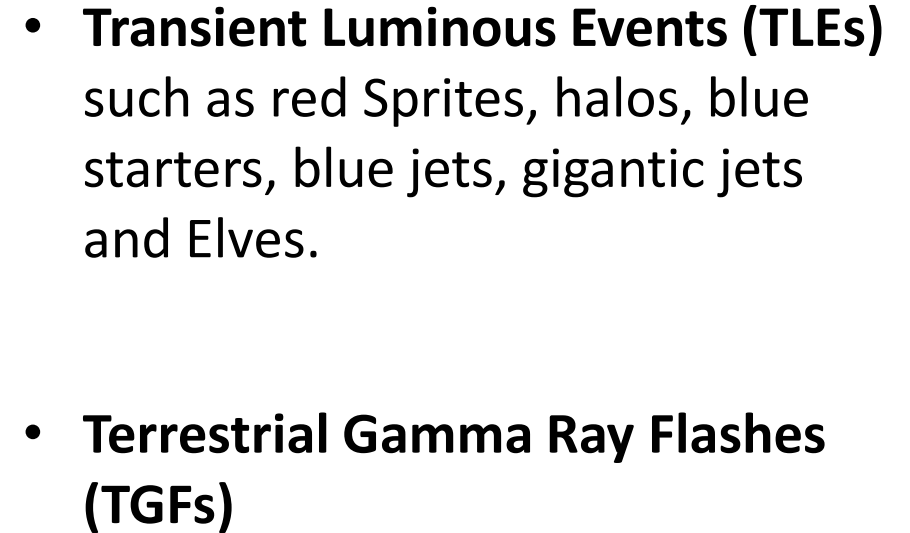 • Transient Luminous Events (TLEs)
such as red Sprites, halos, blue
starters, blue jets, gigantic jets
and Elves.
• Terrestrial Gamma Ray Flashes
(TGFs)